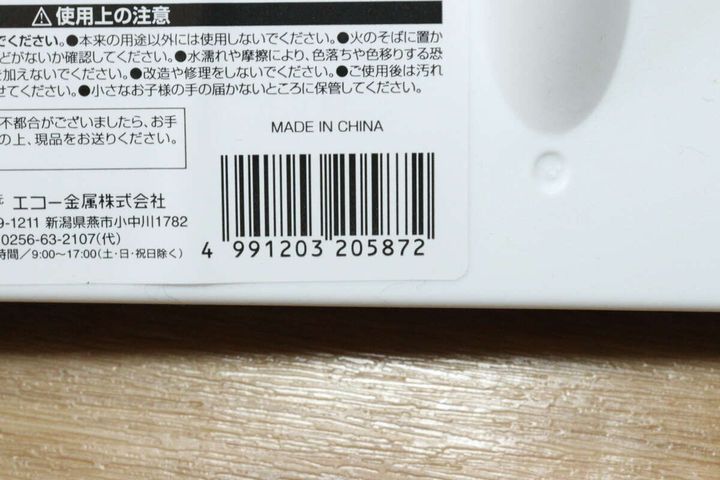 ⚠使用上の注意
でください。●本来の用途以外には使用しないでください。●火のそばに置か
どがないか確認してください。●水濡れや摩擦により、色落ちや色移りする恐
を加えないでください。●改造や修理をしないでください。●ご使用後は汚れ
せてください。●小さなお子様の手の届かないところに保管してください。
不都合がございましたら、お手
の上、現品をお送りください。
MADE IN CHINA
元 エコー金属株式会社
9-1211 新潟県燕市小中川1782
0256-63-2107(代)
時間/9:00〜17:00(土・日・祝日除く)
4 991203 205872